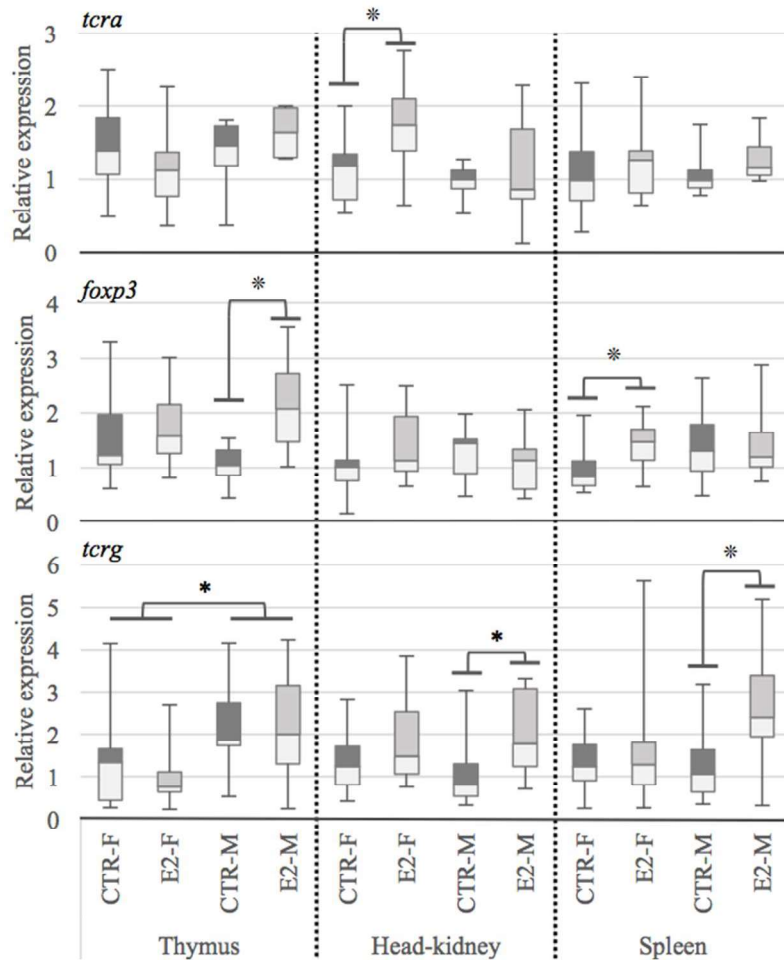 tcra
Relative expression
3
2
1
0
*
foxp3
Relative expression
4
3
2
1
0
*
*
tcrg
Relative expression
6
5
4
3
2
1
0
*
*
*
CTR-F
E2-F
CTR-M
E2-M
CTR-F
E2-F
CTR-M
E2-M
CTR-F
E2-F
CTR-M
E2-M
Thymus
Head-kidney
Spleen